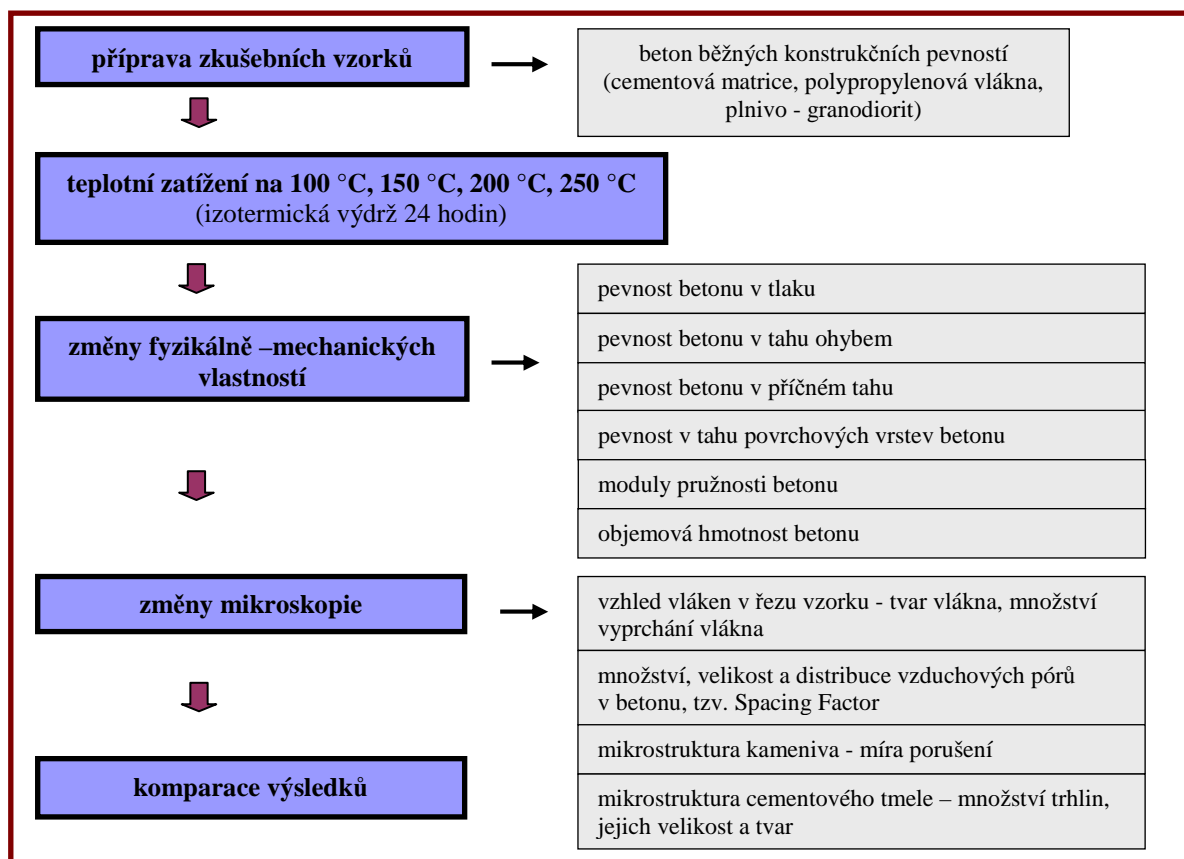 příprava zkušebních vzorků
beton běžných konstrukčních pevností
(cementová matrice, polypropylenová vlákna,
plnivo - granodiorit)
teplotní zatížení na 100 °C, 150 °C, 200 °C, 250 °C
(izotermická výdrž 24 hodin)
změny fyzikálně –mechanických
vlastností
pevnost betonu v tlaku
pevnost betonu v tahu ohybem
pevnost betonu v příčném tahu
pevnost v tahu povrchových vrstev betonu
moduly pružnosti betonu
objemová hmotnost betonu
změny mikroskopie
vzhled vláken v řezu vzorku - tvar vlákna, množství
vyprchání vlákna
množství, velikost a distribuce vzduchových pórů
v betonu, tzv. Spacing Factor
mikrostruktura kameniva - míra porušení
mikrostruktura cementového tmele – množství trhlin,
jejich velikost a tvar
komparace výsledků